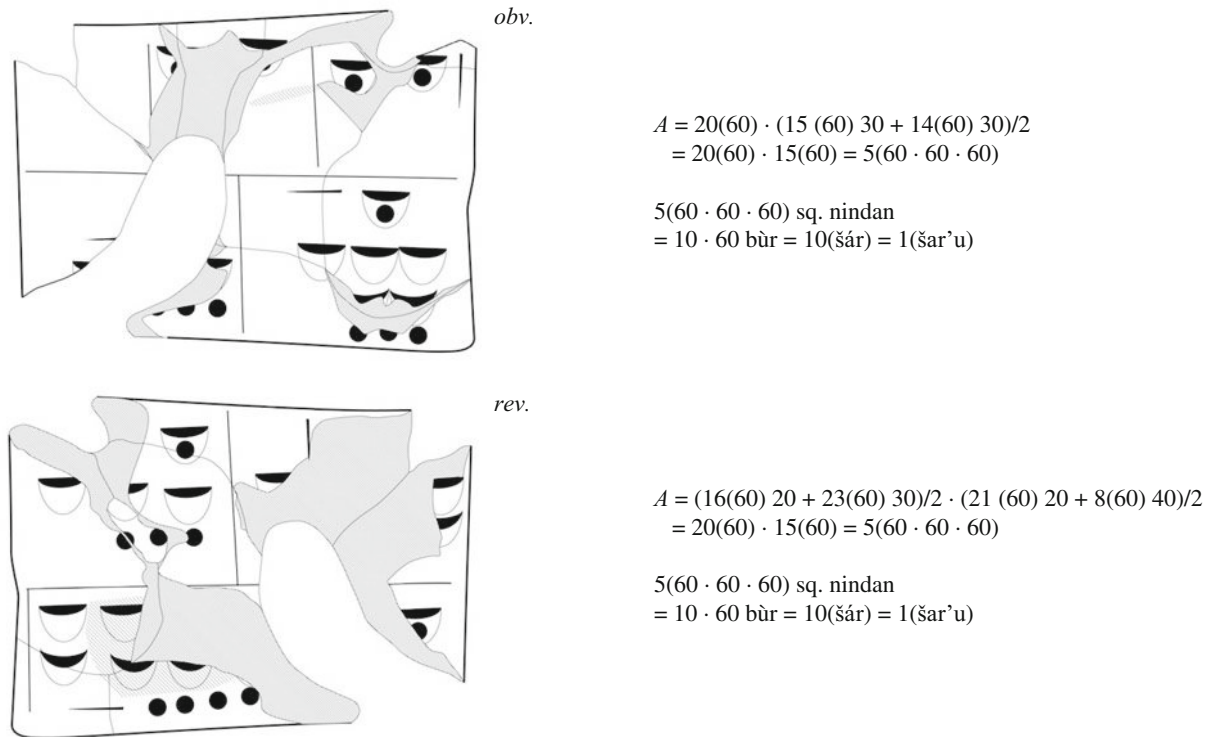 obv.
A = 20(60) · (15 (60) 30 + 14(60) 30)/2
= 20(60) · 15(60) = 5(60 · 60 · 60)
5(60 · 60 · 60) sq. nindan
= 10 · 60 bùr = 10(šár) = 1(šar’u)
rev.
A = (16(60) 20 + 23(60) 30)/2 · (21 (60) 20 + 8(60) 40)/2
= 20(60) · 15(60) = 5(60 · 60 · 60)
5(60 · 60 · 60) sq. nindan
= 10 · 60 bùr = 10(šár) = 1(šar’u)